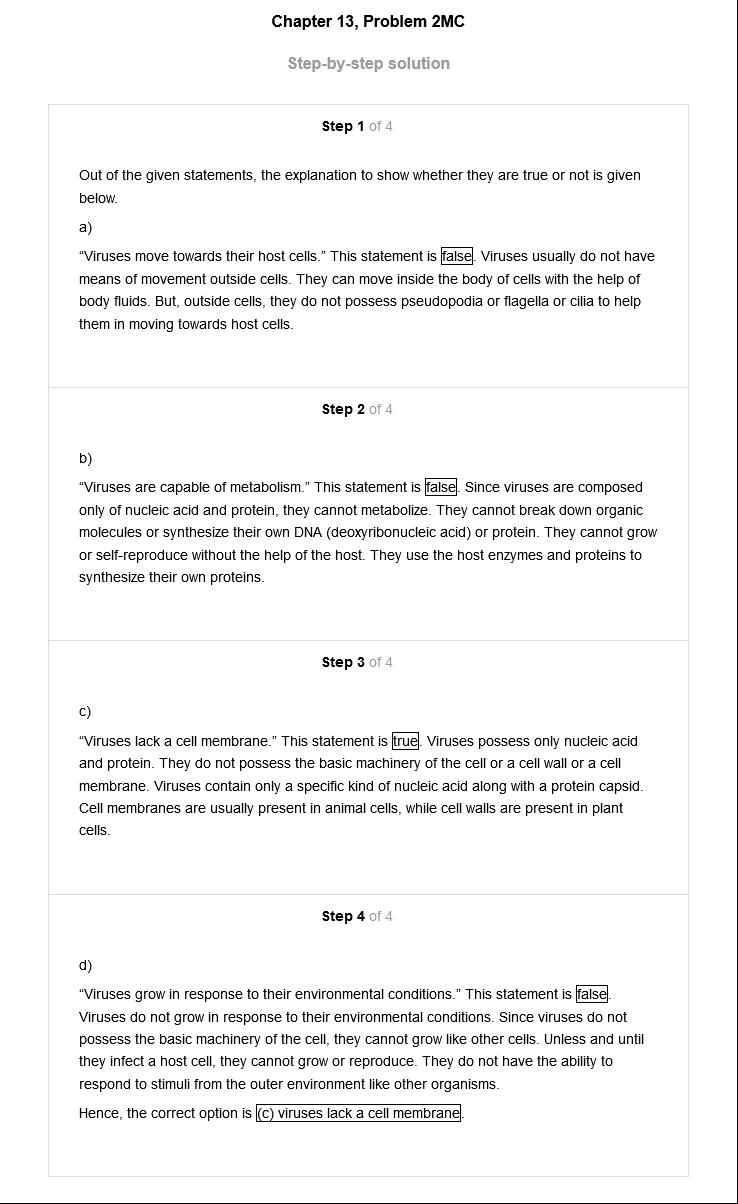 Chapter 13, Problem 2MC
Step-by-step solution
Step 1 of 4
Out of the given statements, the explanation to show whether they are true or not is given
below.
a)
“Viruses move towards their host cells.” This statement is false. Viruses usually do not have
means of movement outside cells. They can move inside the body of cells with the help of
body fluids. But, outside cells, they do not possess pseudopodia or flagella or cilia to help
them in moving towards host cells.
Step 2 of 4
b)
“Viruses are capable of metabolism.” This statement is false. Since viruses are composed
only of nucleic acid and protein, they cannot metabolize. They cannot break down organic
molecules or synthesize their own DNA (deoxyribonucleic acid) or protein. They cannot grow
or self-reproduce without the help of the host. They use the host enzymes and proteins to
synthesize their own proteins.
Step 3 of 4
c)
“Viruses lack a cell membrane.” This statement is true. Viruses possess only nucleic acid
and protein. They do not possess the basic machinery of the cell or a cell wall or a cell
membrane. Viruses contain only a specific kind of nucleic acid along with a protein capsid.
Cell membranes are usually present in animal cells, while cell walls are present in plant
cells.
Step 4 of 4
d)
“Viruses grow in response to their environmental conditions.” This statement is false.
Viruses do not grow in response to their environmental conditions. Since viruses do not
possess the basic machinery of the cell, they cannot grow like other cells. Unless and until
they infect a host cell, they cannot grow or reproduce. They do not have the ability to
respond to stimuli from the outer environment like other organisms.
Hence, the correct option is (c) viruses lack a cell membrane.